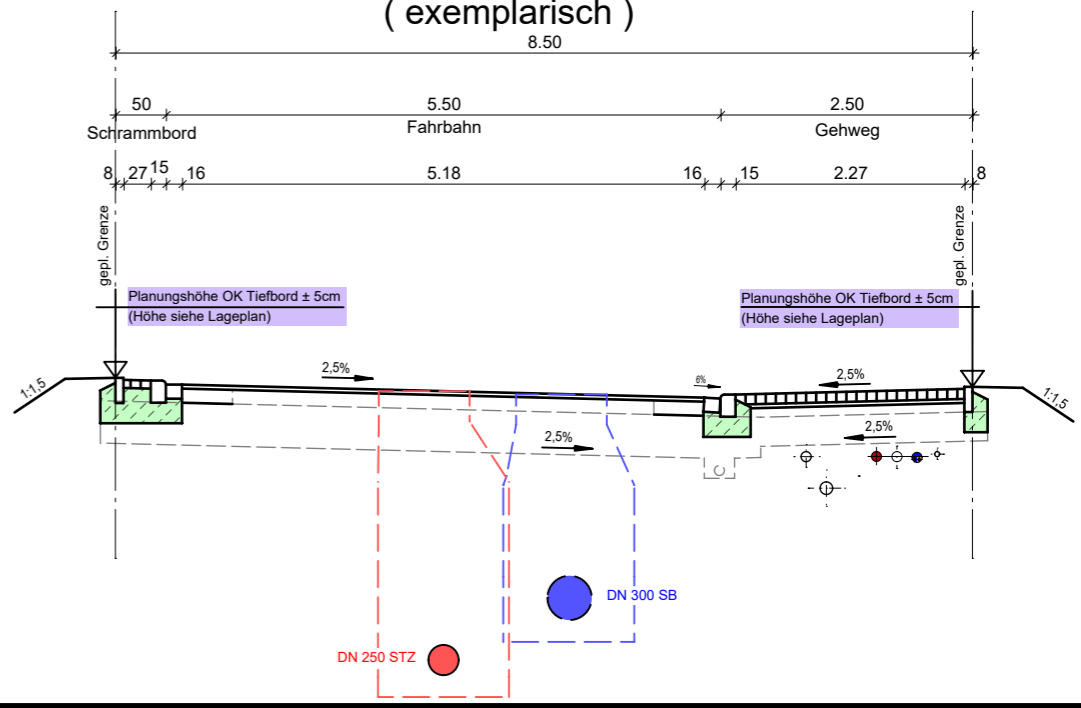 ( exemplarisch )
8.50
50
5.50
2.50
Schrammbord
Fahrbahn
Gehweg
8
27
15
16
5.18
16
15
2.27
8
gepl. Grenze
gepl. Grenze
Planungshöhe OK Tiefbord ± 5cm
(Höhe siehe Lageplan)
Planungshöhe OK Tiefbord ± 5cm
(Höhe siehe Lageplan)
1:1,5
2,5%
6%
2,5%
1:1,5
2,5%
2,5%
DN 300 SB
DN 250 STZ